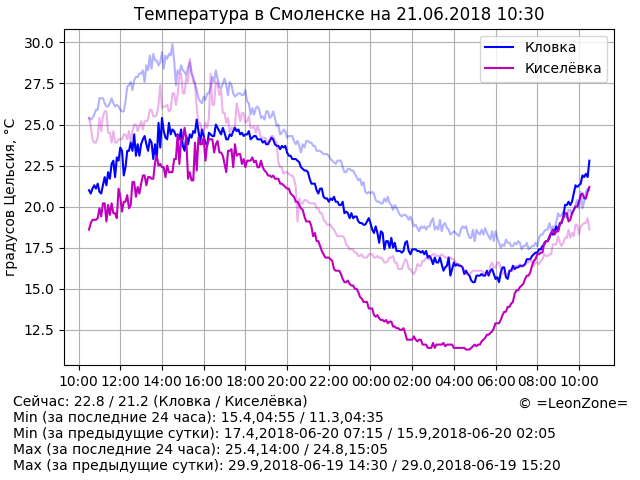 Температура в Смоленске на 21.06.2018 10:30
градусов Цельсия, °C
30.0
27.5
25.0
22.5
20.0
17.5
15.0
12.5
Кловка
Киселёвка
10:00 12:00 14:00 16:00 18:00 20:00 22:00 00:00 02:00 04:00 06:00 08:00 10:00
Сейчас: 22.8 / 21.2 (Кловка / Киселёвка)
© =LeonZone=
Min (за последние 24 часа): 15.4,04:55 / 11.3,04:35
Min (за предыдущие сутки): 17.4,2018-06-20 07:15 / 15.9,2018-06-20 02:05
Max (за последние 24 часа): 25.4,14:00 / 24.8,15:05
Max (за предыдущие сутки): 29.9,2018-06-19 14:30 / 29.0,2018-06-19 15:20